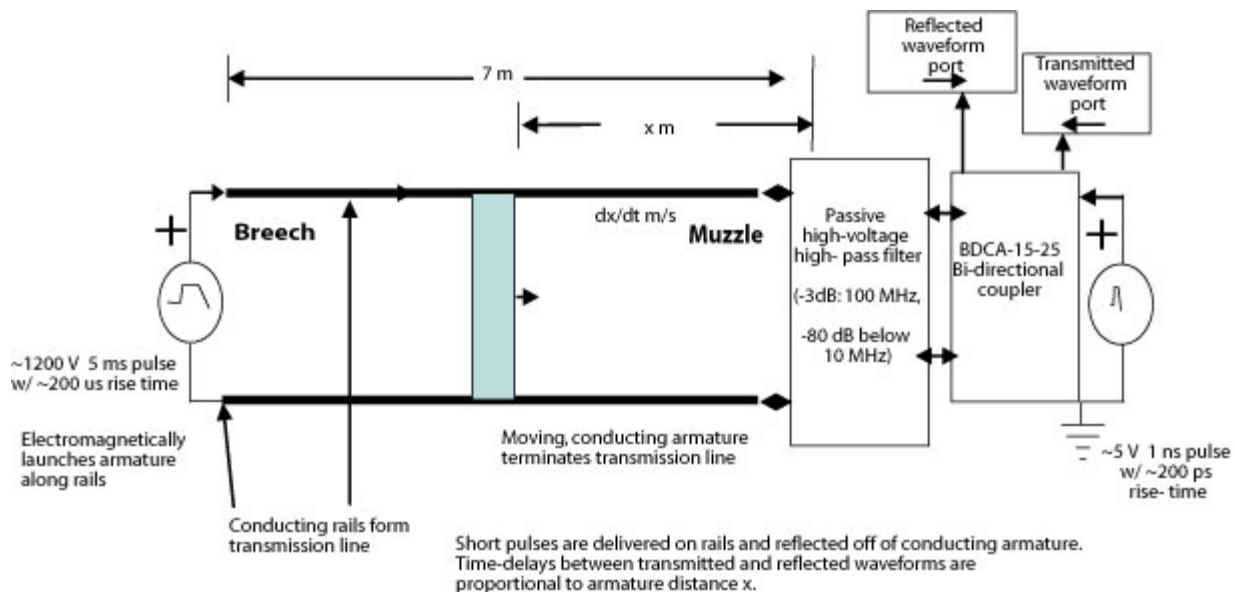 Reflected
waveform
port
Transmitted
waveform
port
7 m
x m
+
Breech
dx/dt m/s
Muzzle
Passive
high-voltage
high- pass filter
(-3dB: 100 MHz,
-80 dB below
10 MHz)
BDCA-15-25
Bi-directional
coupler
+
~1200 V 5 ms pulse
w/ ~200 us rise time
Electromagnetically
launches armature
along rails
Moving, conducting armature
terminates transmission line
~5 V 1 ns pulse
w/ ~200 ps
rise- time
Conducting rails form
transmission line
Short pulses are delivered on rails and reflected off of conducting armature.
Time-delays between transmitted and reflected waveforms are
proportional to armature distance x.